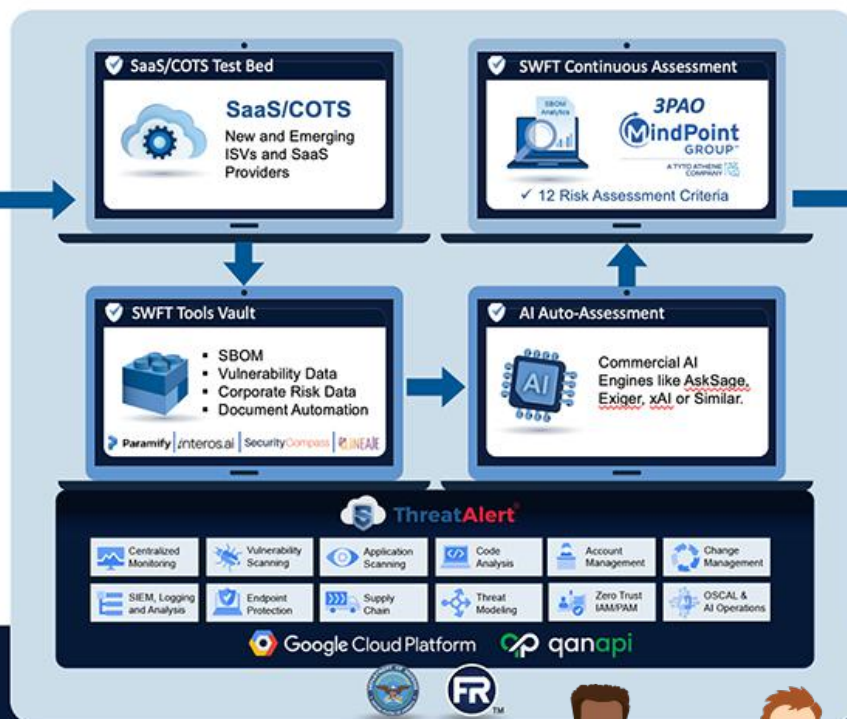 SaaS/COTS Test Bed
SaaS/COTS
New and Emerging
ISVs and SaaS
Providers
SWFT Continuous Assessment
SBOM
Analytics
3PAO
MindPoint
GROUP™
A TYTO ATHENE
COMPANY
✓ 12 Risk Assessment Criteria
SWFT Tools Vault
▪ SBOM
▪ Vulnerability Data
▪ Corporate Risk Data
▪ Document Automation
Paramify interos.ai SecurityCompass LINEAJE
AI Auto-Assessment
AI
Commercial AI
Engines like AskSage,
Exiger, xAI or Similar.
ThreatAlert®
Centralized
Monitoring
Vulnerability
Scanning
Application
Scanning
Code
Analysis
Account
Management
Change
Management
SIEM, Logging
and Analysis
Endpoint
Protection
Supply
Chain
Threat
Modeling
Zero Trust
IAM/PAM
OSCAL &
AI Operations
Google Cloud Platform qanapi
FR™